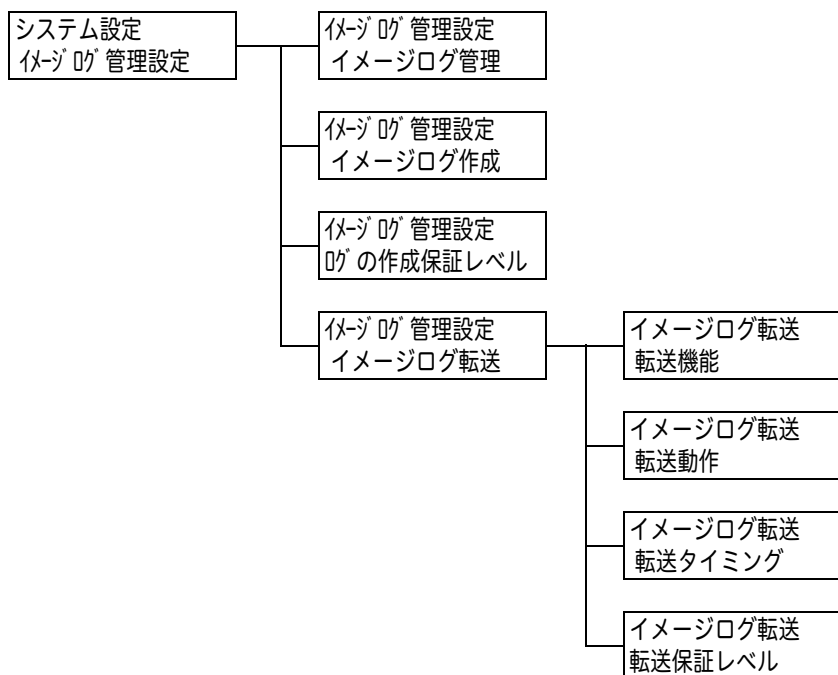 システム設定
ｲﾒｰｼﾞﾛｸﾞ管理設定
ｲﾒｰｼﾞﾛｸﾞ管理設定
イメージログ管理
ｲﾒｰｼﾞﾛｸﾞ管理設定
イメージログ作成
ｲﾒｰｼﾞﾛｸﾞ管理設定
ﾛｸﾞの作成保証レベル
ｲﾒｰｼﾞﾛｸﾞ管理設定
イメージログ転送
イメージログ転送
転送機能
イメージログ転送
転送動作
イメージログ転送
転送タイミング
イメージログ転送
転送保証レベル